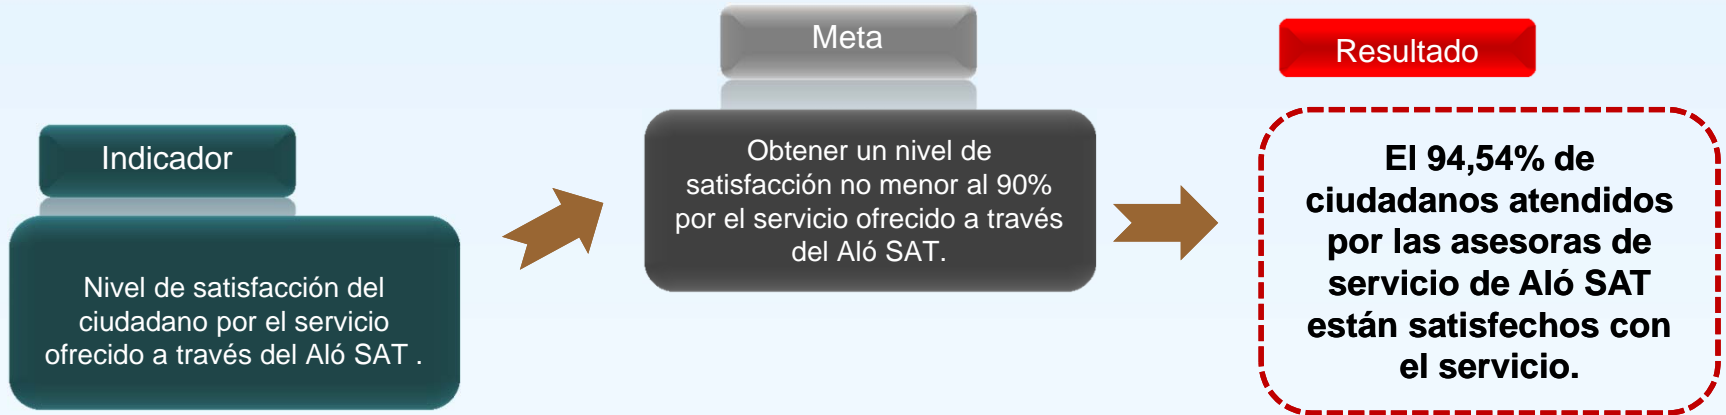 Indicador
Nivel de satisfacción del
ciudadano por el servicio
ofrecido a través del Aló SAT .
Meta
Obtener un nivel de
satisfacción no menor al 90%
por el servicio ofrecido a través
del Aló SAT.
Resultado
El 94,54% de
ciudadanos atendidos
por las asesoras de
servicio de Aló SAT
están satisfechos con
el servicio.